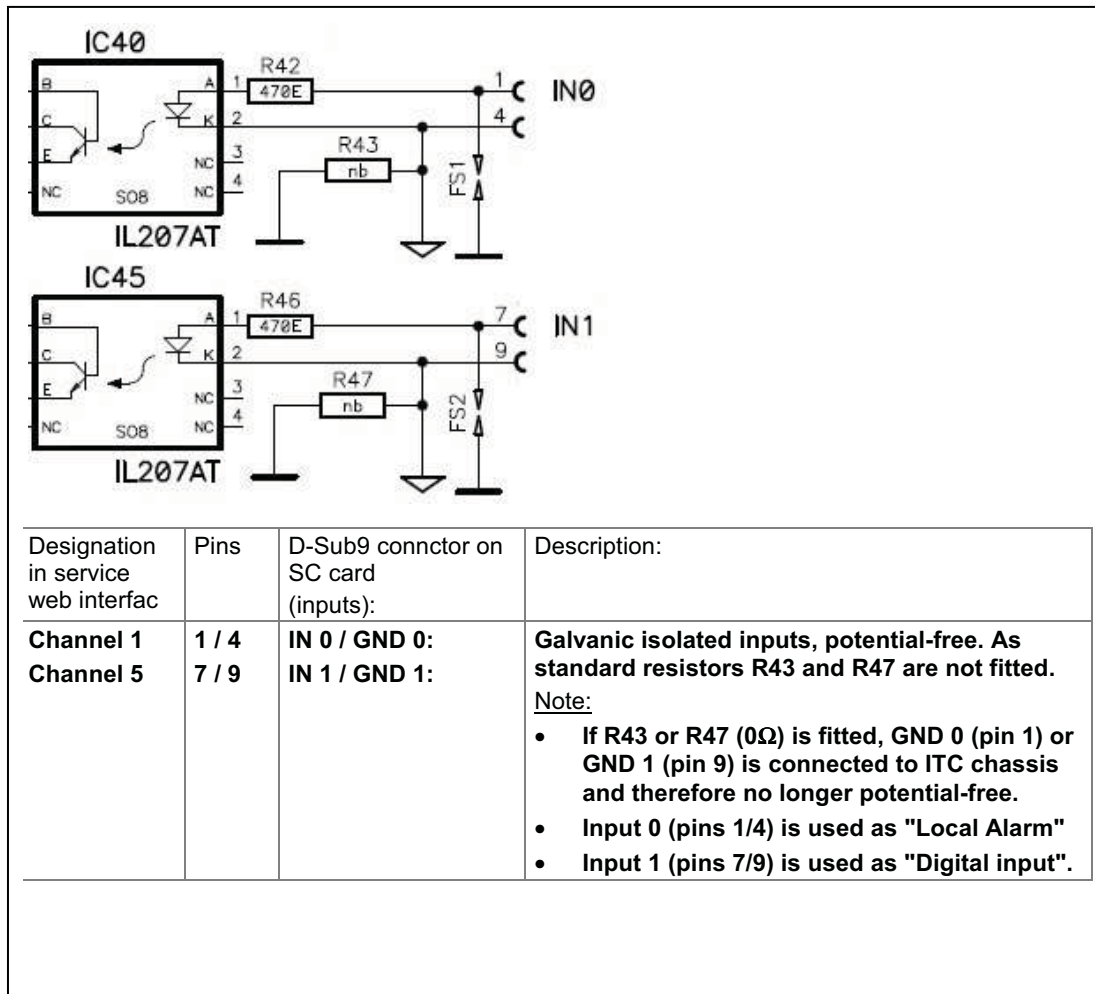 IC40
B
C
E
NC
A
K
NC
NC
SO8
IL207AT
1
2
3
4
R42
470E
R43
nb
FS1
1
4
IN0
IC45
B
C
E
NC
A
K
NC
NC
SO8
IL207AT
1
2
3
4
R46
470E
R47
nb
FS2
7
9
IN1
Designation
in service
web interfac
Pins
D-Sub9 connctor on
SC card
(inputs):
Description:
Channel 1
Channel 5
1 / 4
7 / 9
IN 0 / GND 0:
IN 1 / GND 1:
Galvanic isolated inputs, potential-free. As
standard resistors R43 and R47 are not fitted.
Note:
• If R43 or R47 (0Ω) is fitted, GND 0 (pin 1) or
GND 1 (pin 9) is connected to ITC chassis
and therefore no longer potential-free.
• Input 0 (pins 1/4) is used as "Local Alarm"
• Input 1 (pins 7/9) is used as "Digital input".